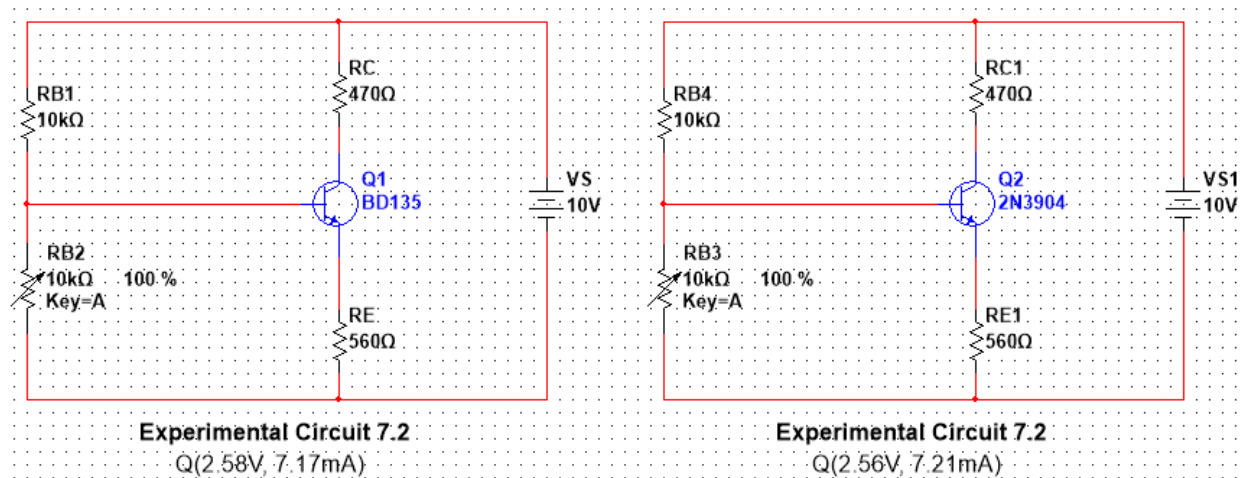 RC
470Ω
RB1
10kΩ
Q1
BD135
VS
10V
RB2
10kΩ 100 %
Key=A
RE
560Ω
Experimental Circuit 7.2
Q(2.58V, 7.17mA)
RC1
470Ω
RB4
10kΩ
Q2
2N3904
VS1
10V
RB3
10kΩ 100 %
Key=A
RE1
560Ω
Experimental Circuit 7.2
Q(2.56V, 7.21mA)